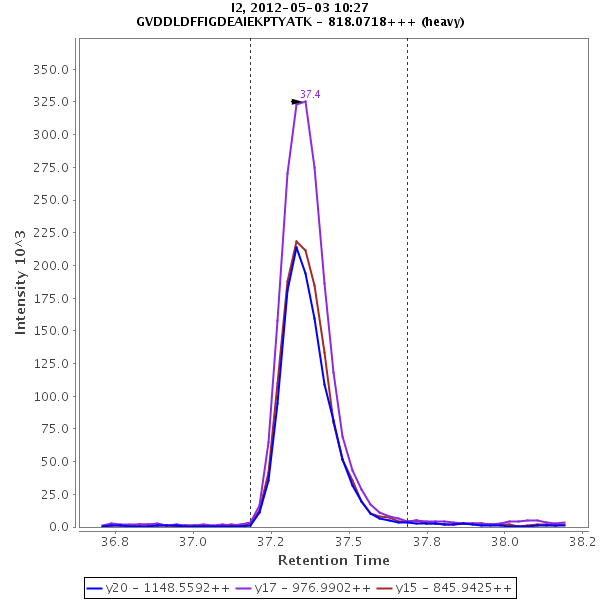 I2, 2012-05-03 10:27
GVDDLDFFIGDEAIEKPTYATK - 818.0718+++ (heavy)
37.4
350.0
325.0
300.0
275.0
250.0
225.0
200.0
175.0
150.0
125.0
100.0
75.0
50.0
25.0
0.0
Intensity 10^3
36.8 37.0 37.2 37.5 37.8 38.0 38.2
Retention Time
y20 - 1148.5592++ y17 - 976.9902++ y15 - 845.9425++